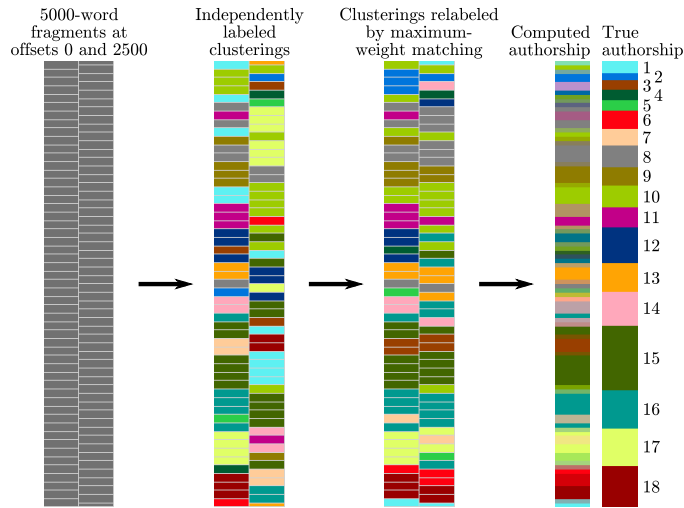 5000-word
fragments at
offsets 0 and 2500
Independently
labeled
clusterings
Clusterings relabeled
by maximum-
weight matching
Computed
authorship
True
authorship
1
2
3
4
5
6
7
8
9
10
11
12
13
14
15
16
17
18